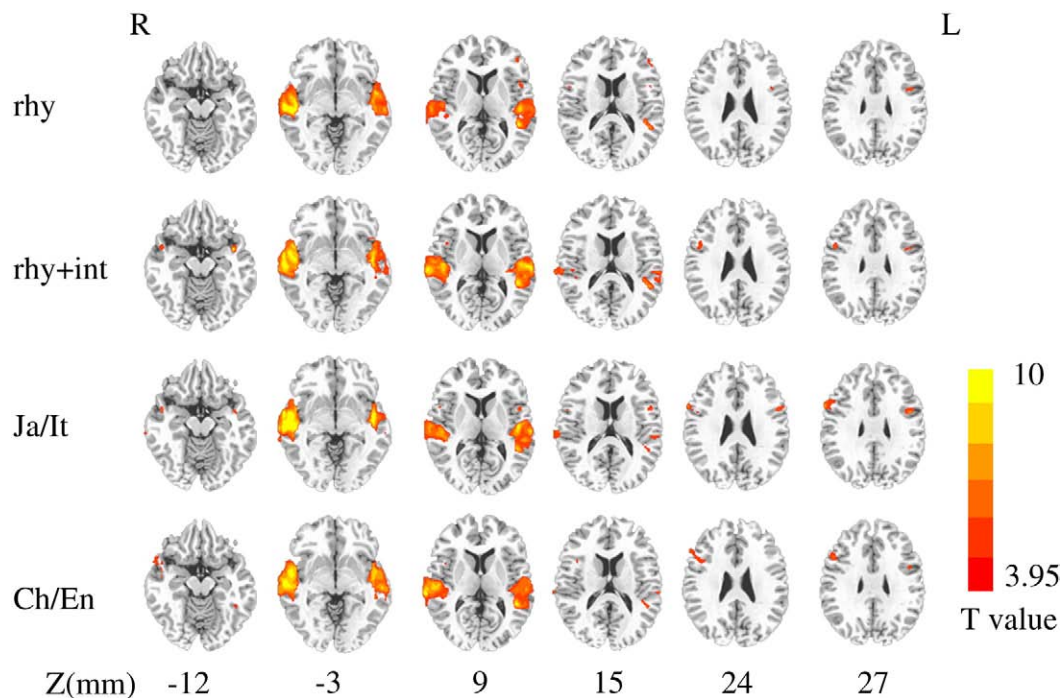 R L
rhy
rhy+int
Ja/It
10
Ch/En
3.95
T value
Z(mm) -12 -3 9 15 24 27